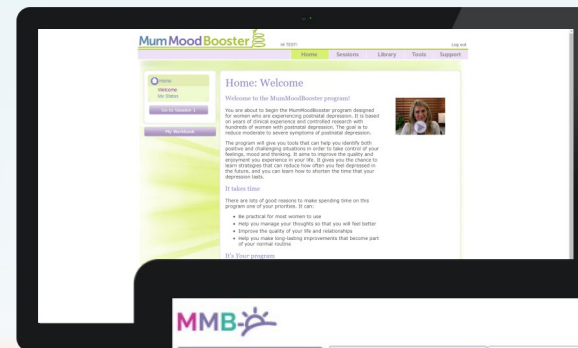 Mum Mood Booster
Hi TEST!
Log out
Home Sessions Library Tools Support
Home
Welcome
My Status
Go to Session 1
My Workbook
Home: Welcome
Welcome to the MumMoodBooster program!
You are about to begin the MumMoodBooster program designed
for women who are experiencing postnatal depression. It is based
on years of clinical experience and controlled research with
hundreds of women with postnatal depression. The goal is to
reduce moderate to severe symptoms of postnatal depression.
The program will give you tools that can help you identify both
positive and challenging situations in order to take control of your
feelings, mood and thinking. It aims to improve the quality and
enjoyment you experience in your life. It gives you the chance to
learn strategies that can reduce how often you feel depressed in
the future, and you can learn how to shorten the time that your
depression lasts.
It takes time
There are lots of good reasons to make spending time on this
program one of your priorities. It can:
• Be practical for most women to use
• Help you manage your thoughts so that you will feel better
• Improve the quality of your life and relationships
• Help you make long-lasting improvements that become part
of your normal routine
It's Your program
MMB